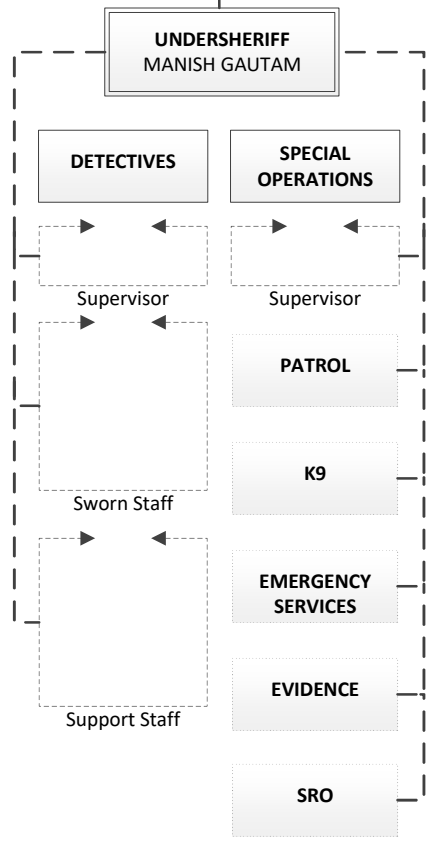 UNDERSHERIFF
MANISH GAUTAM
DETECTIVES
SPECIAL
OPERATIONS
Supervisor
Supervisor
PATROL
K9
Sworn Staff
EMERGENCY
SERVICES
EVIDENCE
Support Staff
SRO